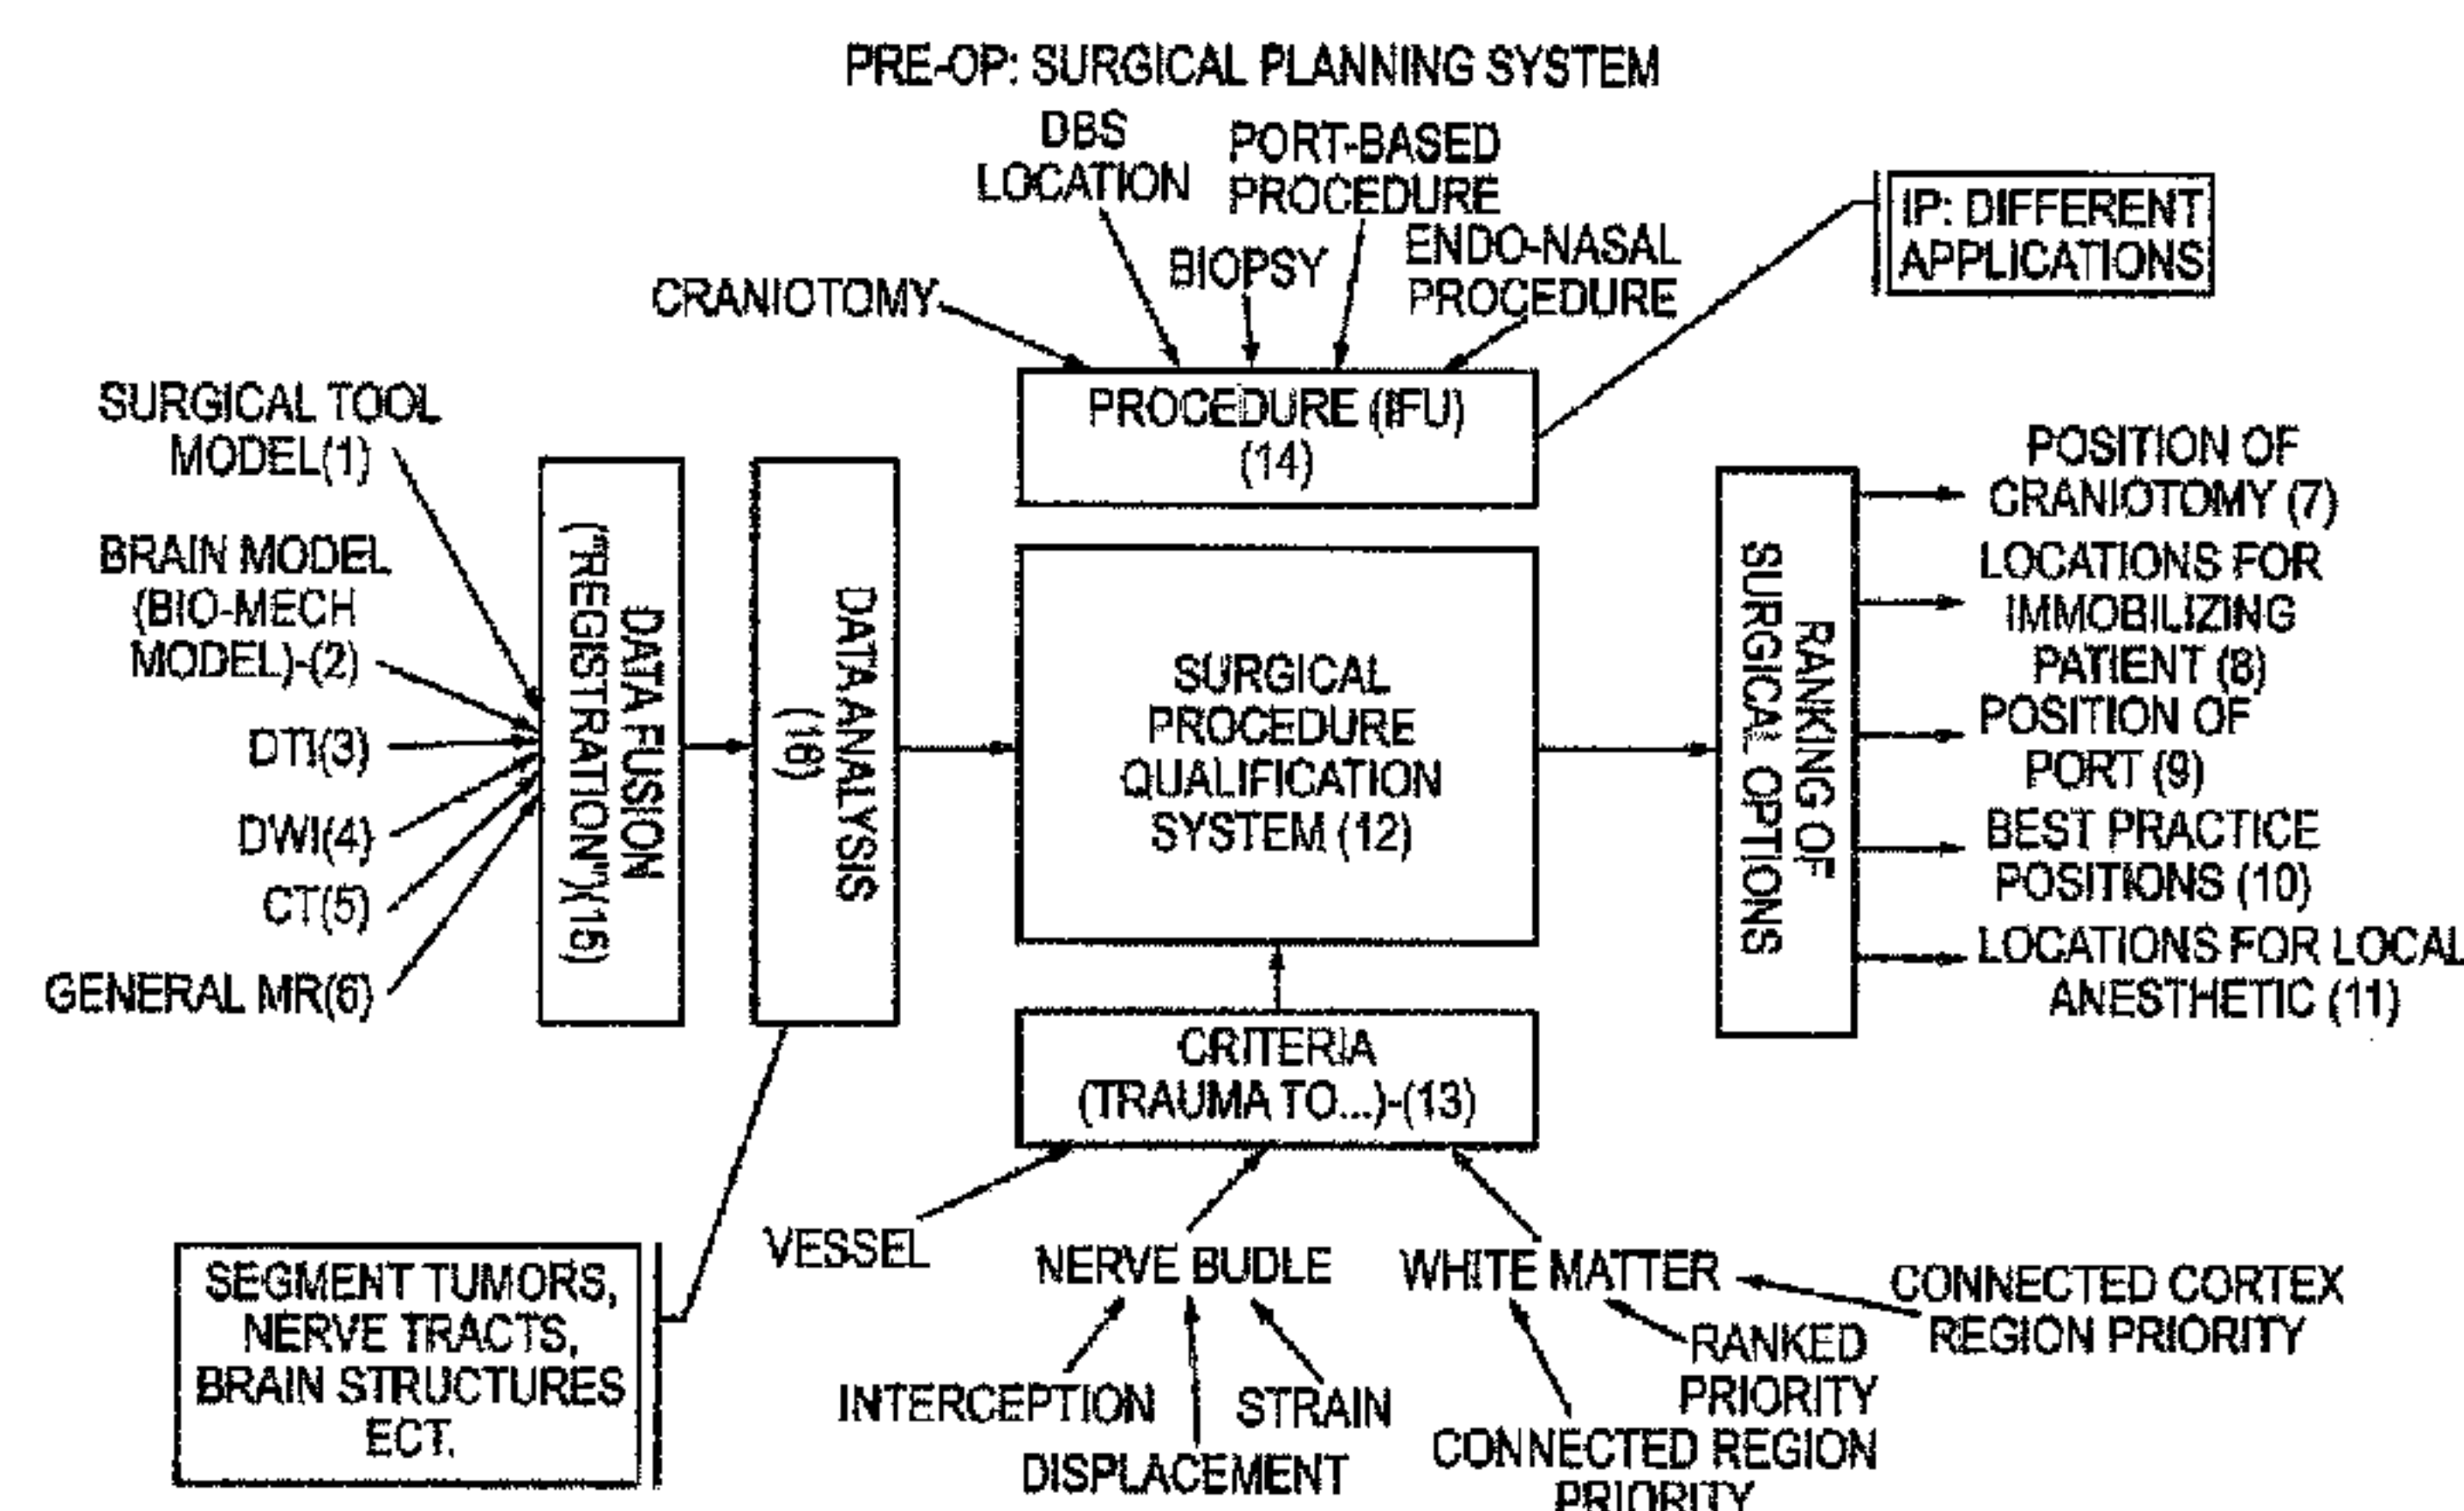 PRE-OP: SURGICAL PLANNING SYSTEM
DBS
LOCATION
PORT-BASED
PROCEDURE
BIOPSY
ENDO-NASAL
PROCEDURE
CRANIOTOMY
IP: DIFFERENT
APPLICATIONS
PROCEDURE (IFU)
(14)
SURGICAL TOOL
MODEL(1)
BRAIN MODEL
(BIO-MECH
MODEL)-(2)
DTI(3)
DWI(4)
CT(5)
GENERAL MR(6)
DATA FUSION
("REGISTRATION")(15)
DATA ANALYSIS
(16)
SURGICAL
PROCEDURE
QUALIFICATION
SYSTEM (12)
RANKING OF
SURGICAL OPTIONS
POSITION OF
CRANIOTOMY (7)
LOCATIONS FOR
IMMOBILIZING
PATIENT (8)
POSITION OF
PORT (9)
BEST PRACTICE
POSITIONS (10)
LOCATIONS FOR LOCAL
ANESTHETIC (11)
CRITERIA
(TRAUMA TO...)-(13)
VESSEL
NERVE BUDLE
WHITE MATTER
CONNECTED CORTEX
REGION PRIORITY
INTERCEPTION
STRAIN
DISPLACEMENT
RANKED
PRIORITY
CONNECTED REGION
PRIORITY
SEGMENT TUMORS,
NERVE TRACTS,
BRAIN STRUCTURES
ECT.